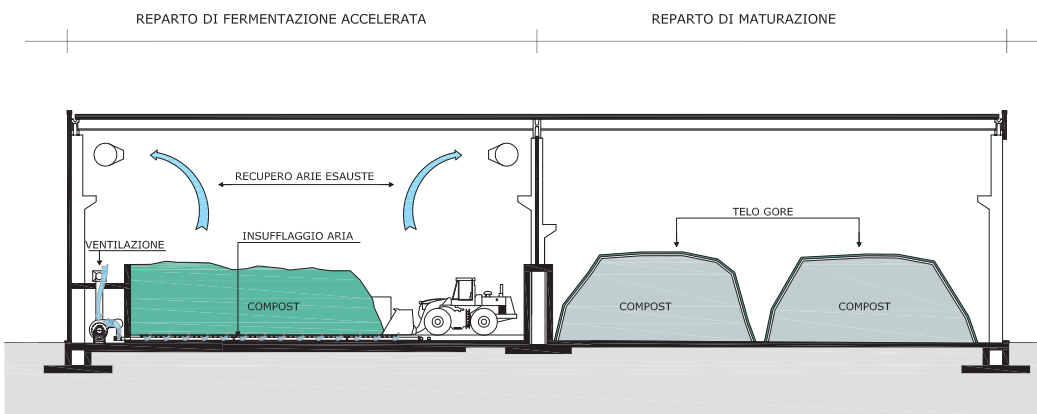 REPARTO DI FERMENTAZIONE ACCELERATA
REPARTO DI MATURAZIONE
RECUPERO ARIE ESAUSTE
TELO GORE
INSUFFLAGGIO ARIA
VENTILAZIONE
COMPOST
COMPOST
COMPOST